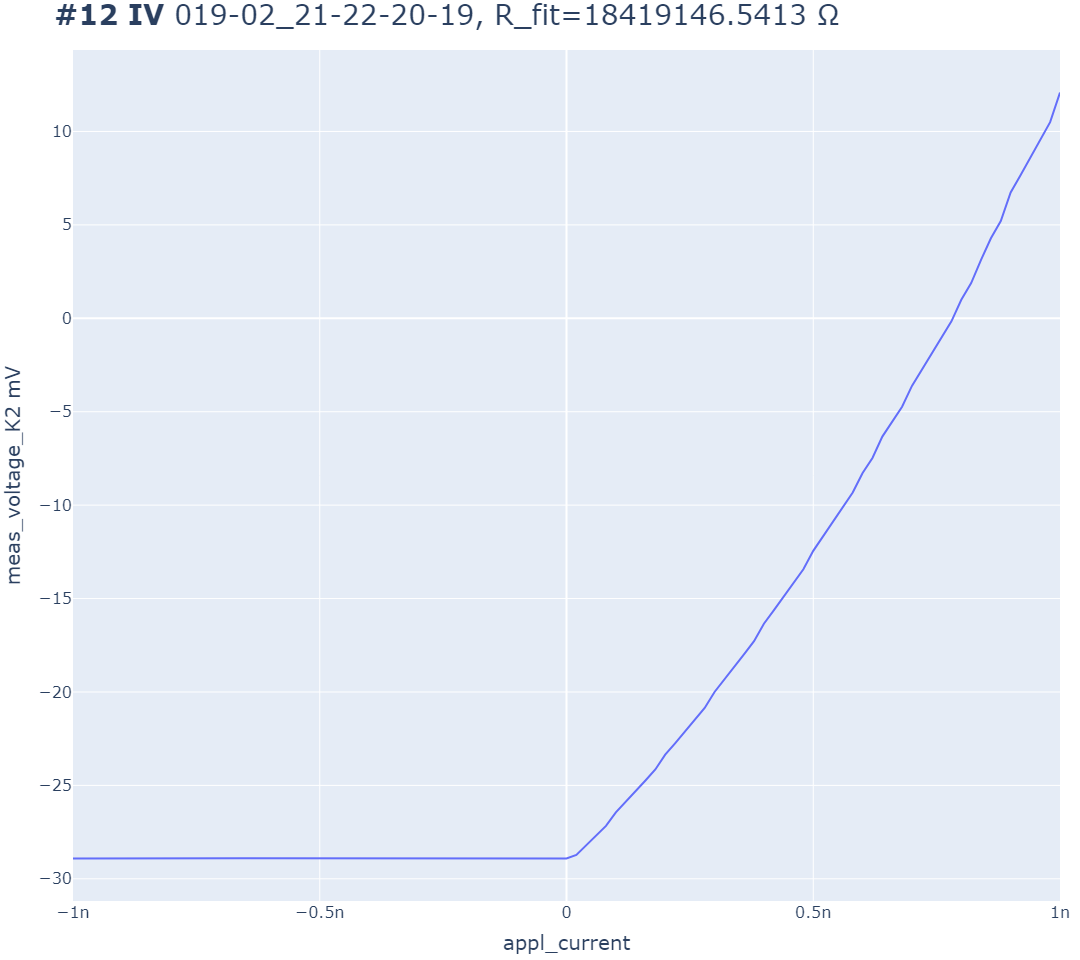 #12 IV 019-02_21-22-20-19, R_fit=18419146.5413 Ω
meas_voltage_K2 mV
10
5
0
−5
−10
−15
−20
−25
−30
−1n
−0.5n
0
0.5n
1n
appl_current